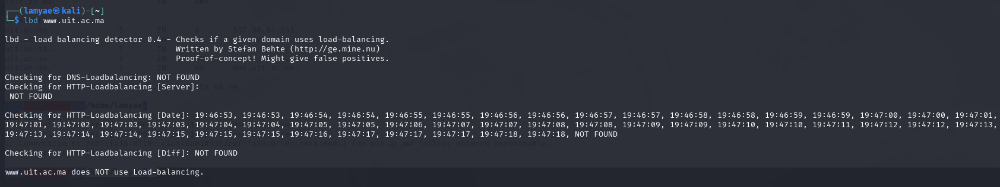 ┌──(lamyae㉿kali)-[~]
└─$ lbd www.uit.ac.ma
lbd - load balancing detector 0.4 - Checks if a given domain uses load-balancing.
Written by Stefan Behte (http://ge.mine.nu)
Proof-of-concept! Might give false positives.
Checking for DNS-Loadbalancing: NOT FOUND
Checking for HTTP-Loadbalancing [Server]:
NOT FOUND
/home/lamyae
Checking for HTTP-Loadbalancing [Date]: 19:46:53, 19:46:53, 19:46:54, 19:46:54, 19:46:55, 19:46:55, 19:46:56, 19:46:56, 19:46:57, 19:46:57, 19:46:58, 19:46:58, 19:46:59, 19:46:59, 19:47:00, 19:47:00, 19:47:01,
19:47:01, 19:47:02, 19:47:03, 19:47:03, 19:47:04, 19:47:04, 19:47:05, 19:47:05, 19:47:06, 19:47:07, 19:47:07, 19:47:08, 19:47:08, 19:47:09, 19:47:09, 19:47:10, 19:47:10, 19:47:11, 19:47:12, 19:47:12, 19:47:13,
19:47:13, 19:47:14, 19:47:14, 19:47:15, 19:47:15, 19:47:15, 19:47:16, 19:47:17, 19:47:17, 19:47:17, 19:47:18, 19:47:18, NOT FOUND
Checking for HTTP-Loadbalancing [Diff]: NOT FOUND
www.uit.ac.ma does NOT use Load-balancing.